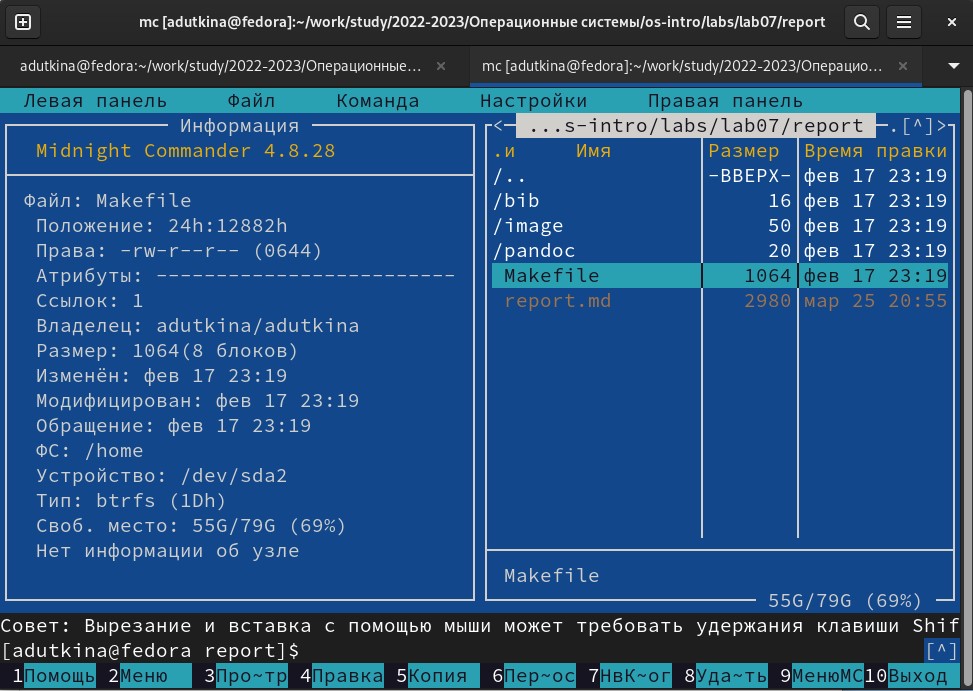 mc [adutkina@fedora]:~/work/study/2022-2023/Операционные системы/os-intro/labs/lab07/report
adutkina@fedora:~/work/study/2022-2023/Операционные... ×
mc [adutkina@fedora]:~/work/study/2022-2023/Операцио... ×
Левая панель Файл Команда Настройки Правая панель
Информация
Midnight Commander 4.8.28
Файл: Makefile
Положение: 24h:12882h
Права: -rw-r--r-- (0644)
Атрибуты: -------------------------
Ссылок: 1
Владелец: adutkina/adutkina
Размер: 1064(8 блоков)
Изменён: фев 17 23:19
Модифицирован: фев 17 23:19
Обращение: фев 17 23:19
ФС: /home
Устройство: /dev/sda2
Тип: btrfs (1Dh)
Своб. место: 55G/79G (69%)
Нет информации об узле
<─ ...s-intro/labs/lab07/report ─.[^]>
.и Имя Размер Время правки
/.. -ВВЕРХ- фев 17 23:19
/bib 16 фев 17 23:19
/image 50 фев 17 23:19
/pandoc 20 фев 17 23:19
Makefile 1064 фев 17 23:19
report.md 2980 мар 25 20:55
Makefile
55G/79G (69%)
Совет: Вырезание и вставка с помощью мыши может требовать удержания клавиши Shif
[adutkina@fedora report]$ [^]
1Помощь 2Меню 3Про~тр 4Правка 5Копия 6Пер~ос 7НвК~ог 8Уда~ть 9МенюMC 10Выход